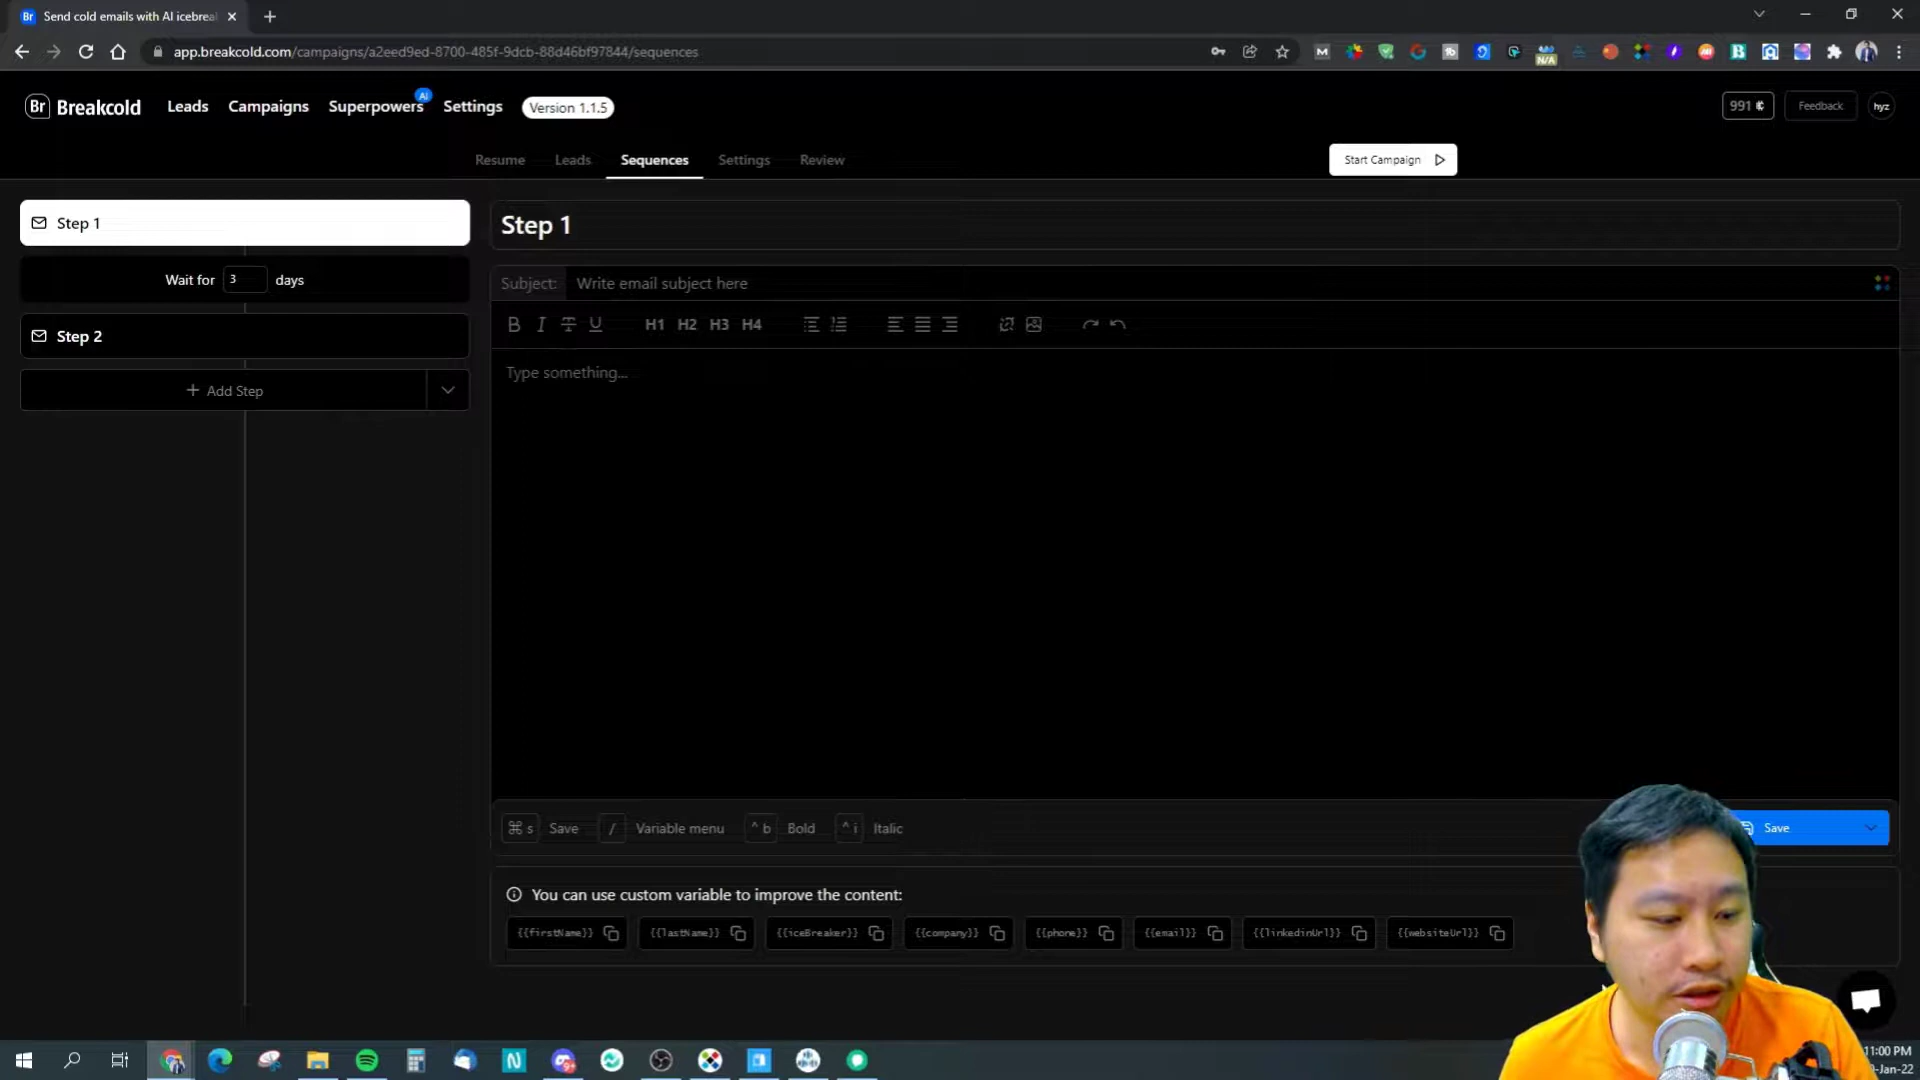 Send cold emails with AI icebrea
app.breakcold.com/campaigns/a2eed9ed-8700-485f-9dcb-88d46bf97844/sequences
N/A
Br Breakcold
Leads
Campaigns
Superpowers
AI
Settings
Version 1.1.5
991
Feedback
hyz
Resume
Leads
Sequences
Settings
Review
Start Campaign
Step 1
Wait for 3 days
Step 2
+ Add Step
Step 1
Subject: Write email subject here
B I T U H1 H2 H3 H4
Type something...
⌘ s Save / Variable menu ^ b Bold ^ i Italic
Save
You can use custom variable to improve the content:
{{firstName}} {{lastName}} {{iceBreaker}} {{company}} {{phone}} {{email}} {{linkedinUrl}} {{websiteUrl}}
11:00 PM
-Jan-22